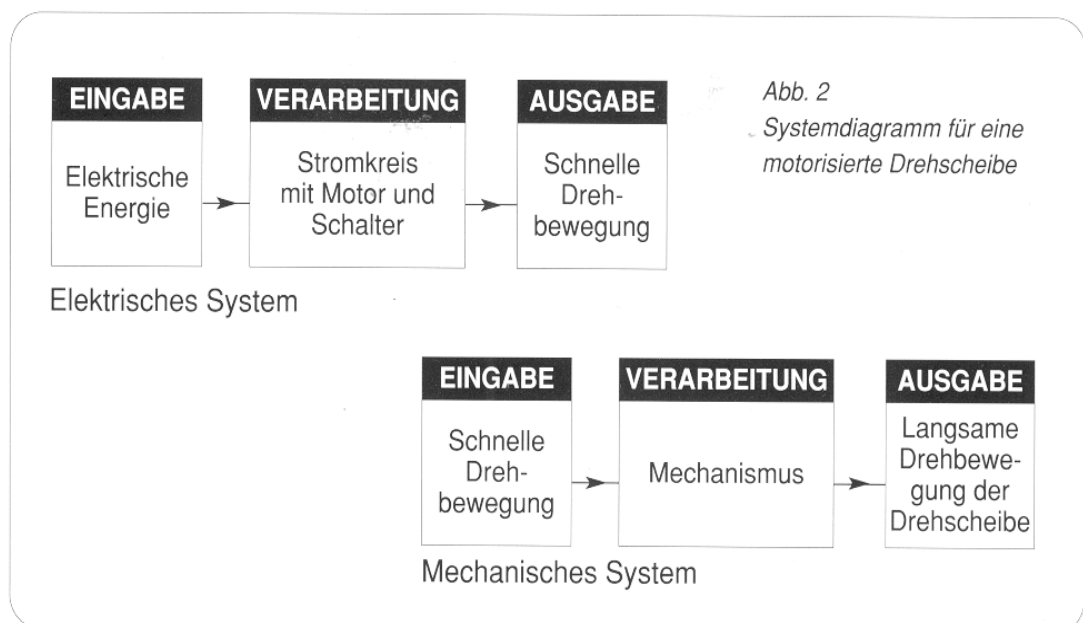 EINGABE
Elektrische
Energie
VERARBEITUNG
Stromkreis
mit Motor und
Schalter
AUSGABE
Schnelle
Dreh-
bewegung
Abb. 2
Systemdiagramm für eine
motorisierte Drehscheibe
Elektrisches System
EINGABE
Schnelle
Dreh-
bewegung
VERARBEITUNG
Mechanismus
AUSGABE
Langsame
Drehbewe-
gung der
Drehscheibe
Mechanisches System